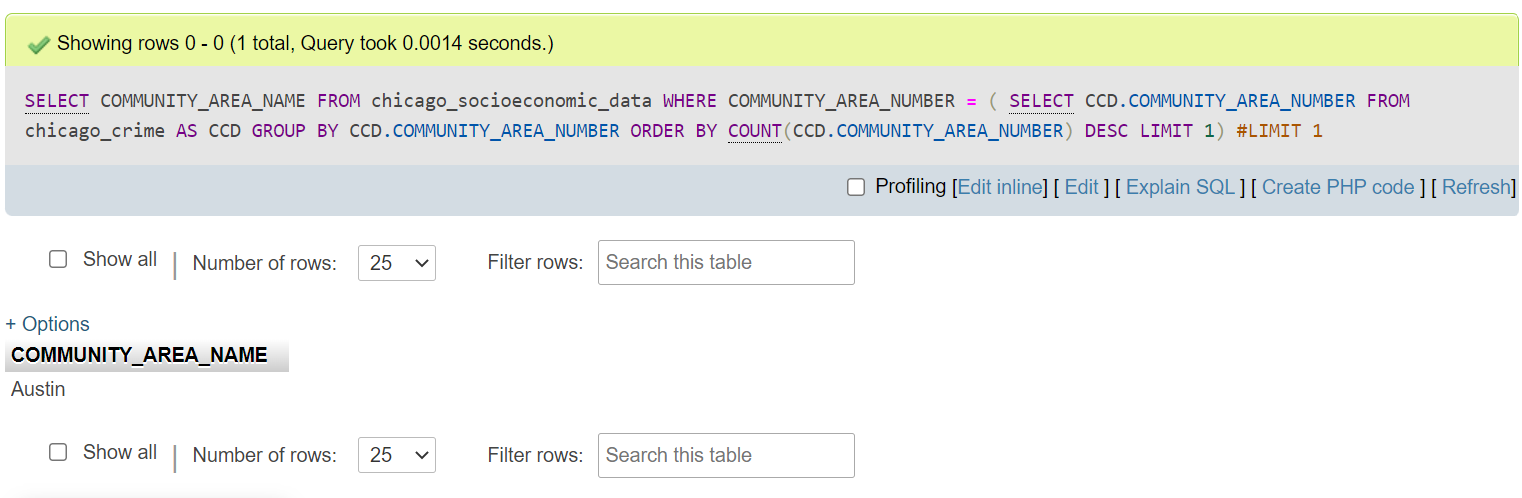 Showing rows 0 - 0 (1 total, Query took 0.0014 seconds.)
SELECT COMMUNITY_AREA_NAME FROM chicago_socioeconomic_data WHERE COMMUNITY_AREA_NUMBER = ( SELECT CCD.COMMUNITY_AREA_NUMBER FROM
chicago_crime AS CCD GROUP BY CCD.COMMUNITY_AREA_NUMBER ORDER BY COUNT(CCD.COMMUNITY_AREA_NUMBER) DESC LIMIT 1) #LIMIT 1
Profiling [Edit inline] [ Edit ] [ Explain SQL ] [ Create PHP code ] [ Refresh]
Show all | Number of rows: 25 Filter rows: Search this table
+ Options
COMMUNITY_AREA_NAME
Austin
Show all | Number of rows: 25 Filter rows: Search this table